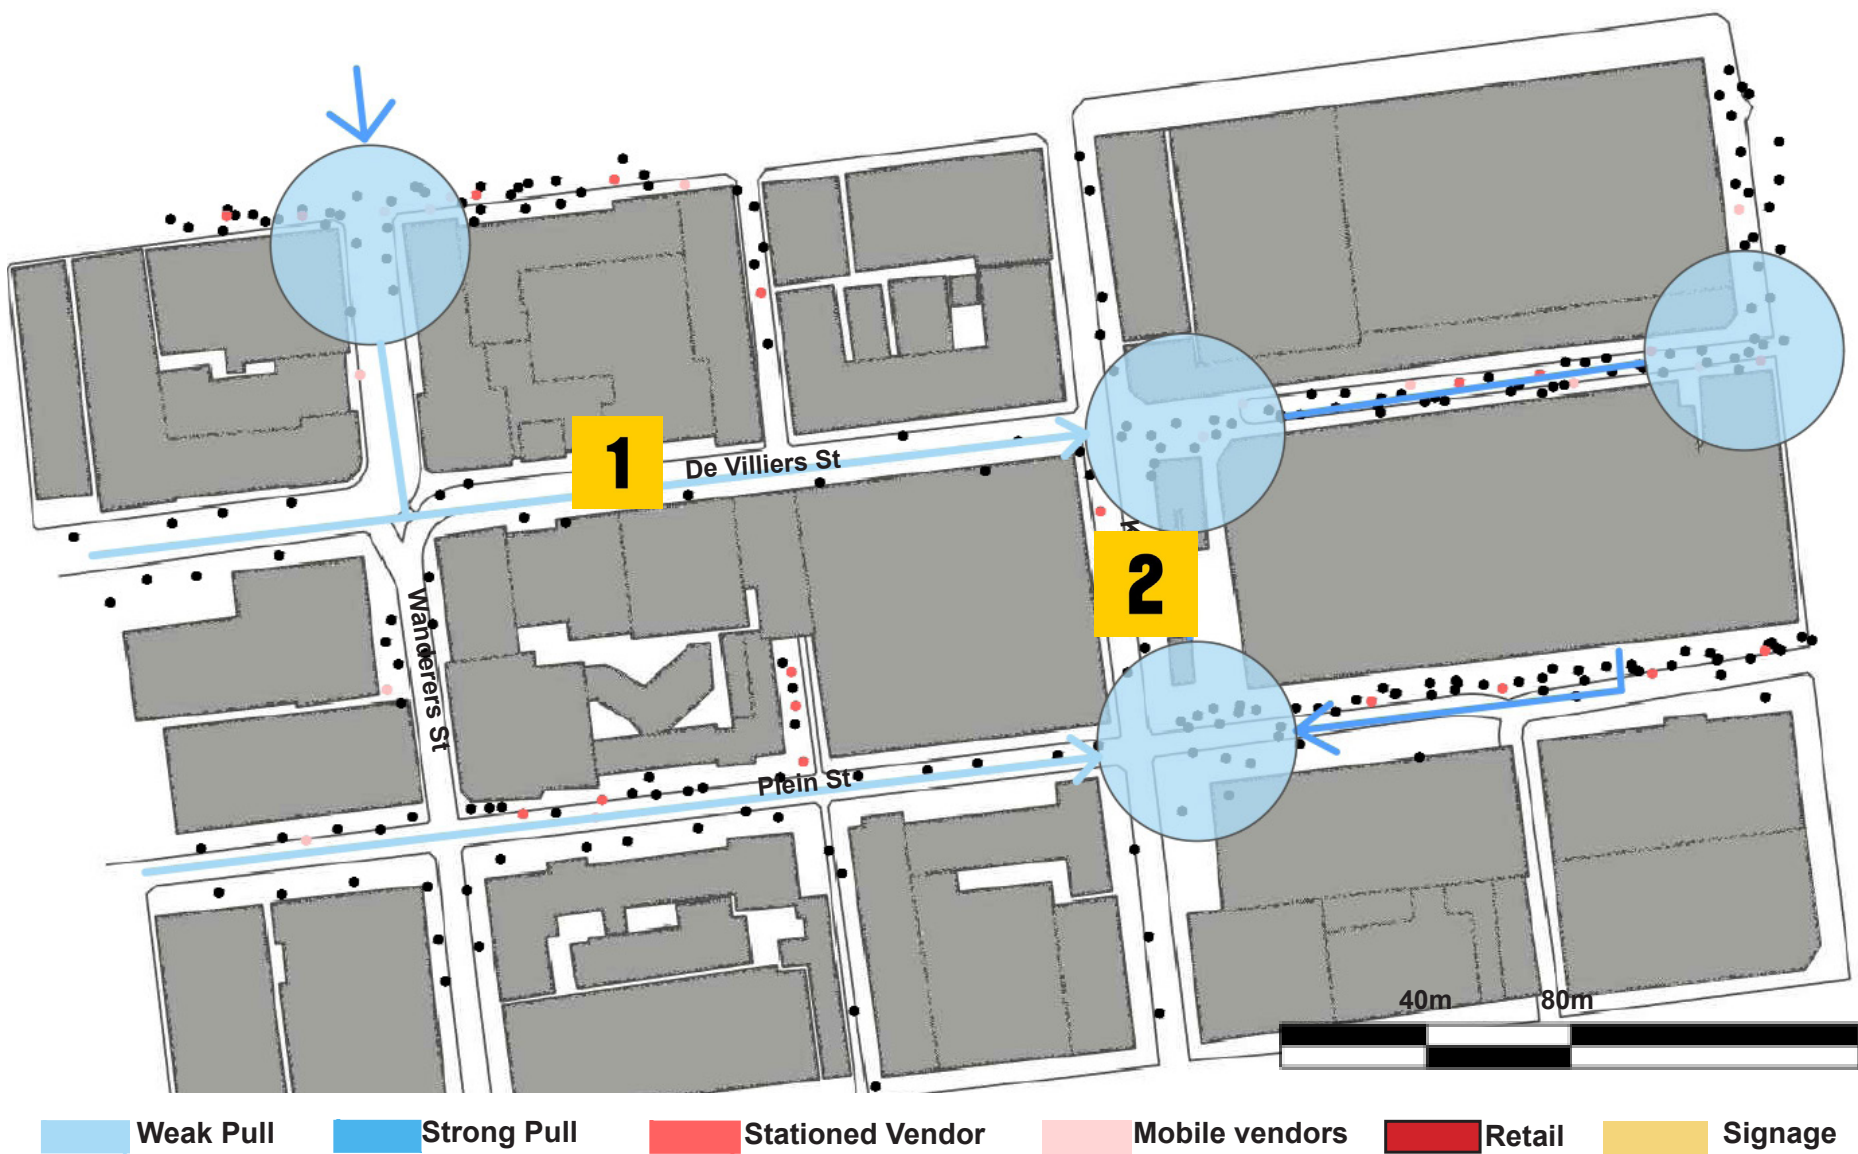 1
De Villiers St
2
Wanderers St
Plein St
40m 80m
Weak Pull Strong Pull Stationed Vendor Mobile vendors Retail Signage